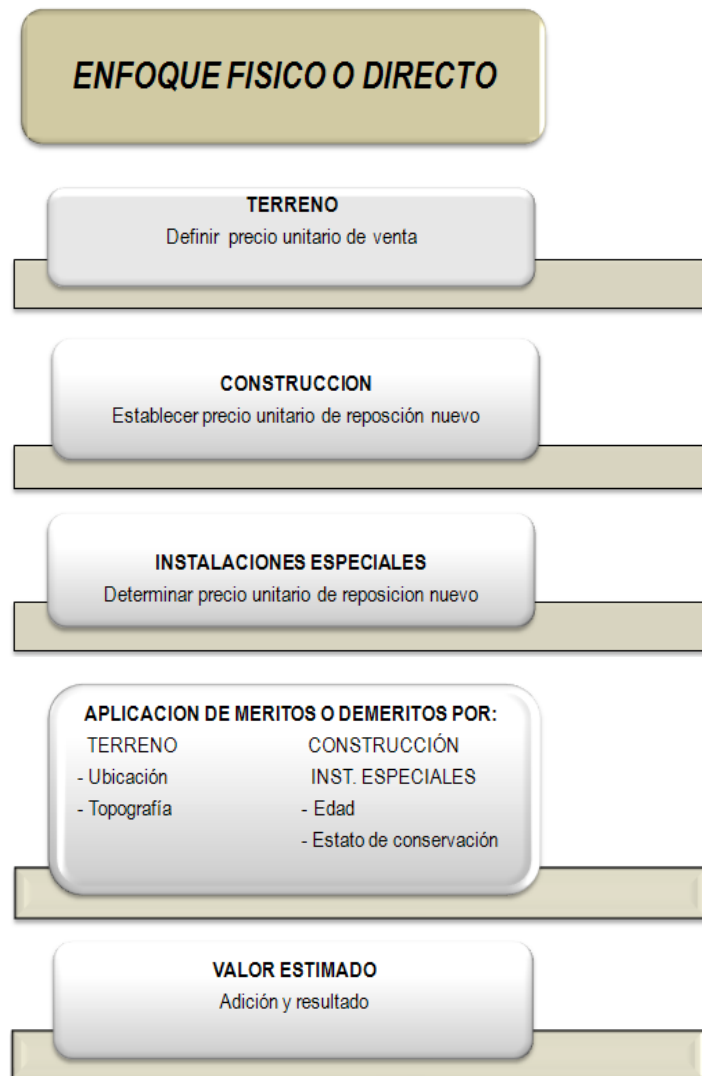 ENFOQUE FISICO O DIRECTO
TERRENO
Definir precio unitario de venta
CONSTRUCCION
Establecer precio unitario de reposción nuevo
INSTALACIONES ESPECIALES
Determinar precio unitario de reposicion nuevo
APLICACION DE MERITOS O DEMERITOS POR:
TERRENO CONSTRUCCIÓN
- Ubicación INST. ESPECIALES
- Topografía - Edad
- Estato de conservación
VALOR ESTIMADO
Adición y resultado